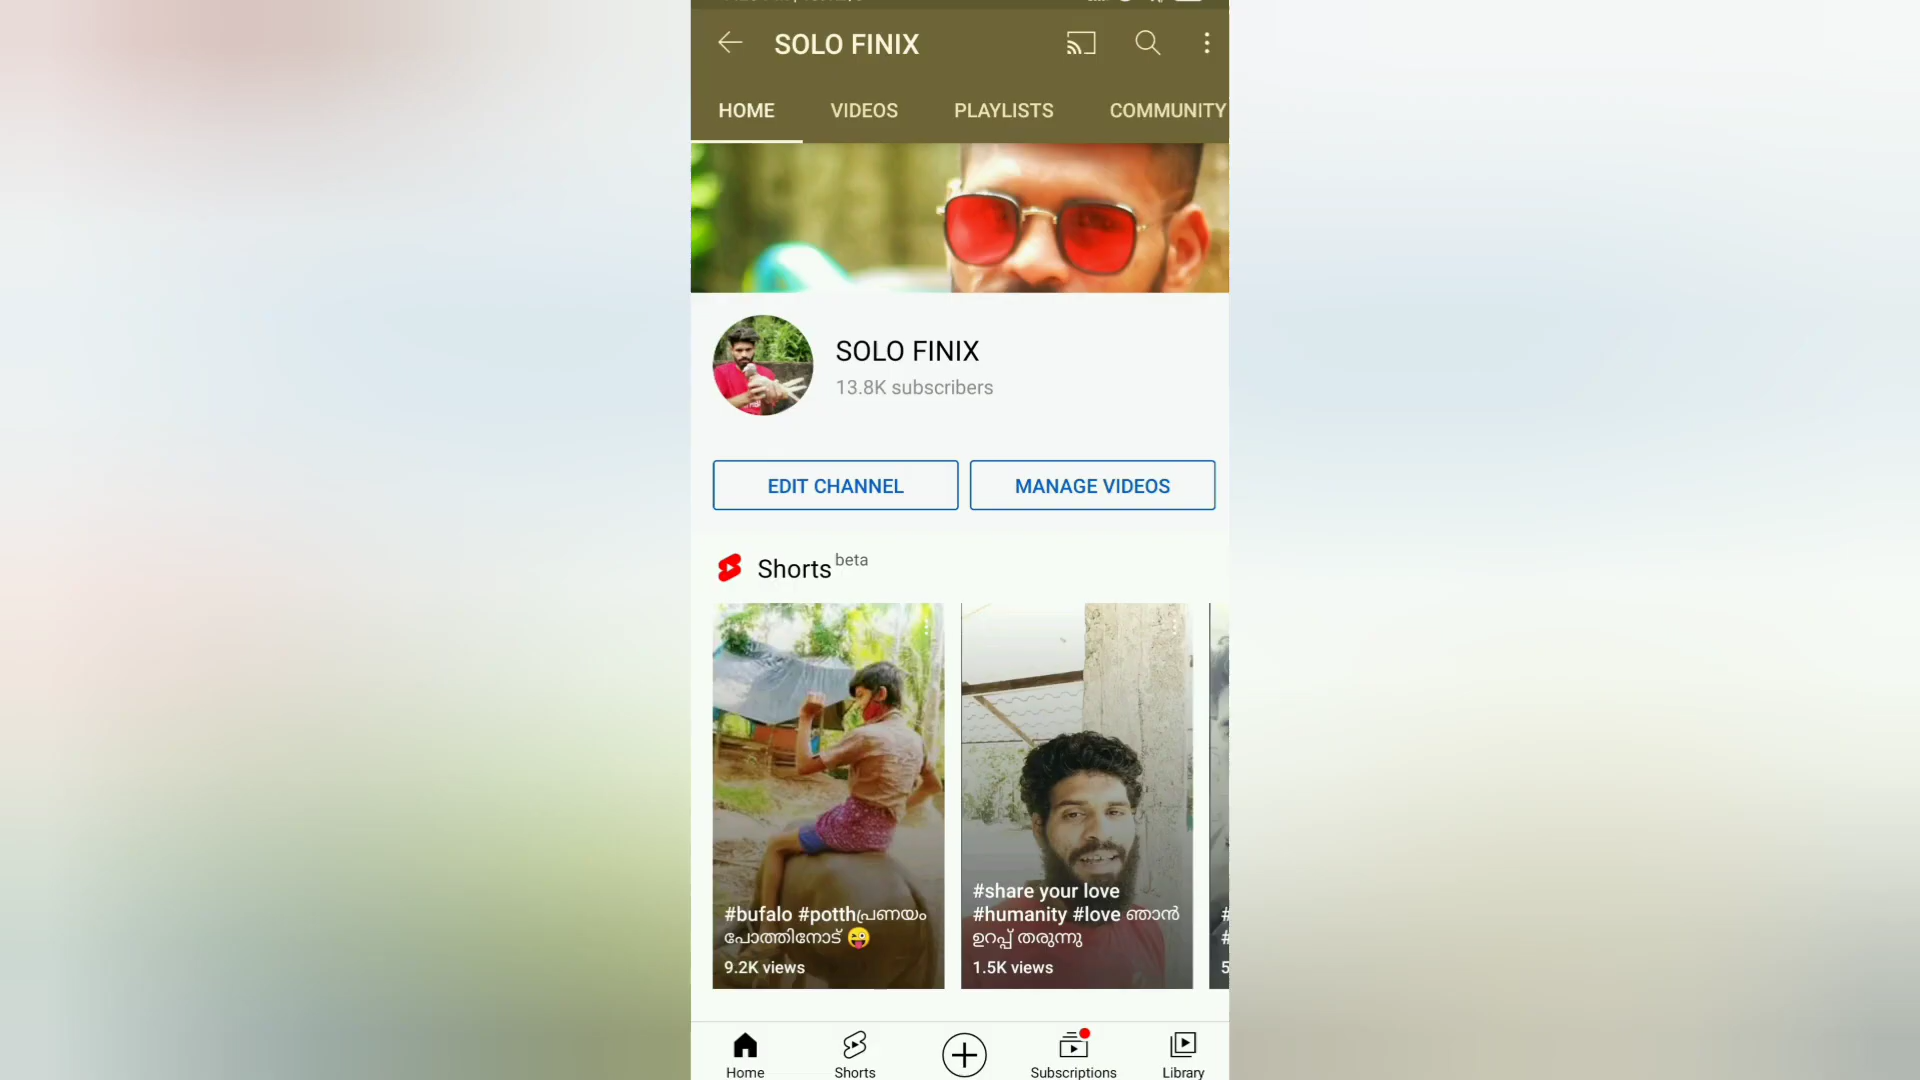 SOLO FINIX
HOME VIDEOS PLAYLISTS COMMUNITY
SOLO FINIX
13.8K subscribers
EDIT CHANNEL MANAGE VIDEOS
Shorts beta
#bufalo #potthപ്രണയം
പോത്തിനോട് 😜
9.2K views
#share your love
#humanity #love ഞാൻ
ഉറപ്പ് തരുന്നു
1.5K views
#
#
5
Home Shorts Subscriptions Library